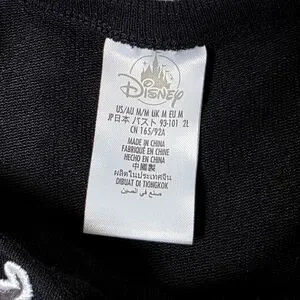 Disney
US/AU M/M UK M EU M
JP日本 バスト 93-101 2L
CN 165/92A
MADE IN CHINA
FABRIQUÉ EN CHINE
HECHO EN CHINA
中國製
ผลิตในประเทศจีน
DIBUAT DI TIONGKOK
صنع في الصين